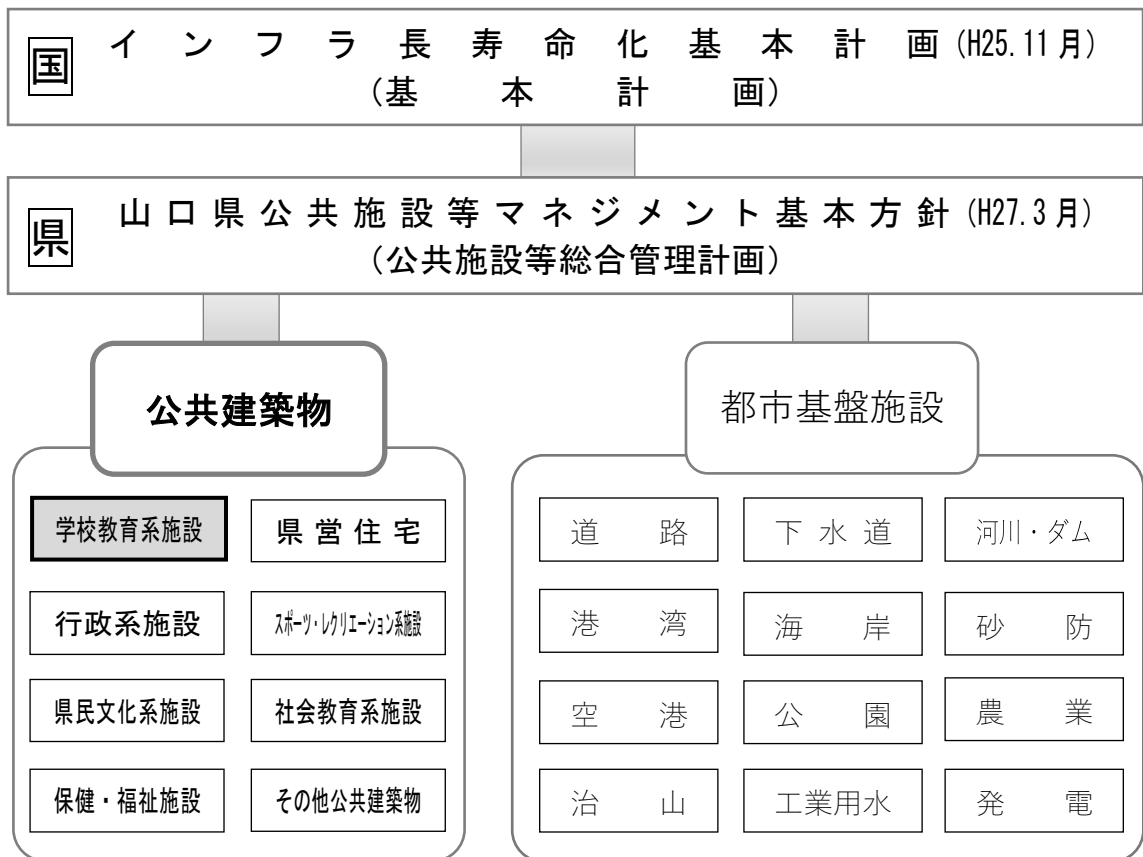 国
インフラ長寿命化基本計画(H25.11月)
(基本計画)
県
山口県公共施設等マネジメント基本方針(H27.3月)
(公共施設等総合管理計画)
公共建築物
都市基盤施設
学校教育系施設
県営住宅
行政系施設
スポーツ・レクリエーション系施設
県民文化系施設
社会教育系施設
保健・福祉施設
その他公共建築物
道路
下水道
河川・ダム
港湾
海岸
砂防
空港
公園
農業
治山
工業用水
発電